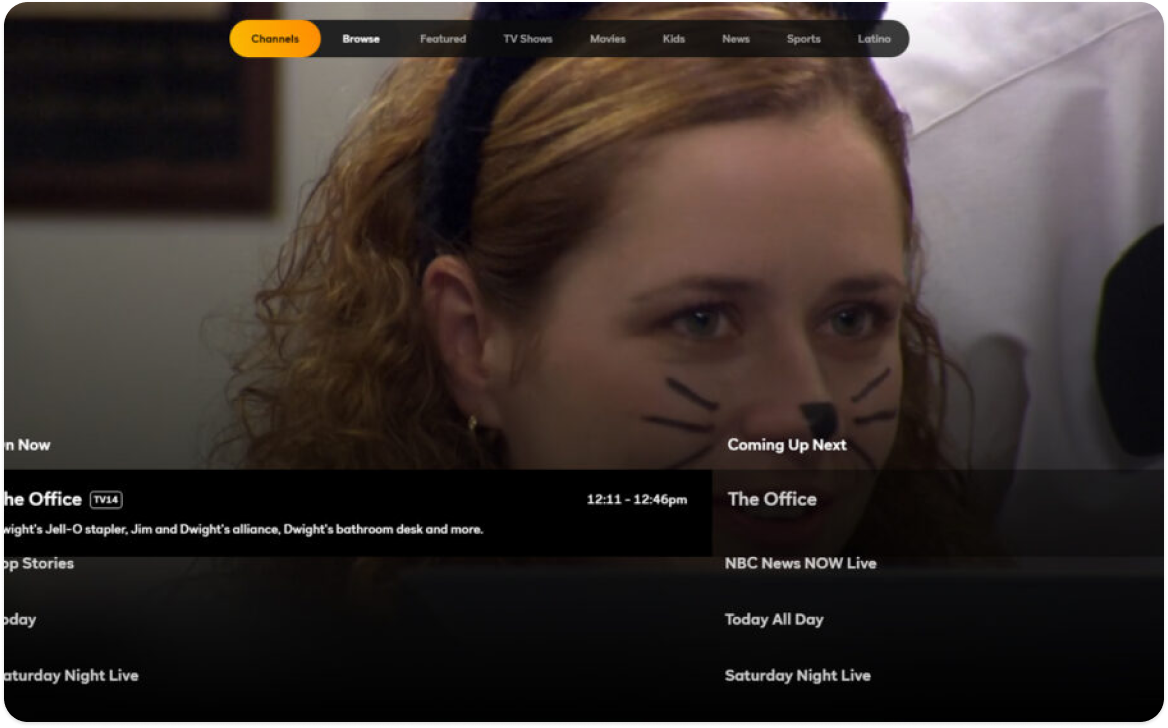 Channels Browse Featured TV Shows Movies Kids News Sports Latino
n Now Coming Up Next
he Office TV14 12:11 - 12:46pm The Office
wight's Jell-O stapler, Jim and Dwight's alliance, Dwight's bathroom desk and more.
op Stories NBC News NOW Live
oday Today All Day
aturday Night Live Saturday Night Live